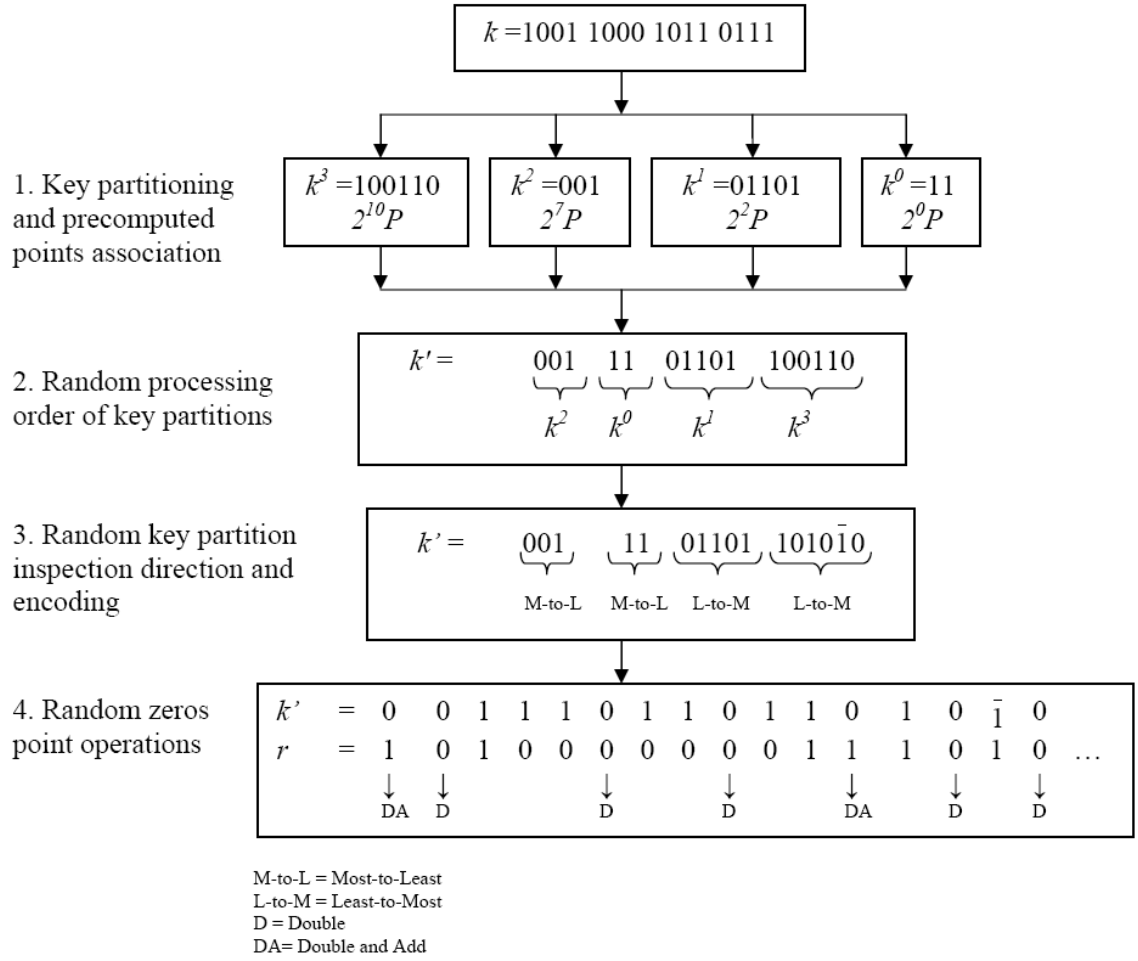 k =1001 1000 1011 0111
1. Key partitioning
and precomputed
points association
k³ =100110
2¹⁰P
k² =001
2⁷P
k¹ =01101
2²P
k⁰ =11
2⁰P
2. Random processing
order of key partitions
k' = 001 11 01101 100110
k² k⁰ k¹ k³
3. Random key partition
inspection direction and
encoding
k’ = 001 11 01101 10101̄0
M-to-L M-to-L L-to-M L-to-M
4. Random zeros
point operations
k’ = 0 0 1 1 1 0 1 1 0 1 1 0 1 0 1̄ 0
r = 1 0 1 0 0 0 0 0 0 0 1 1 1 0 1 0 …
↓ ↓ ↓ ↓ ↓ ↓ ↓
DA D D D DA D D
M-to-L = Most-to-Least
L-to-M = Least-to-Most
D = Double
DA= Double and Add